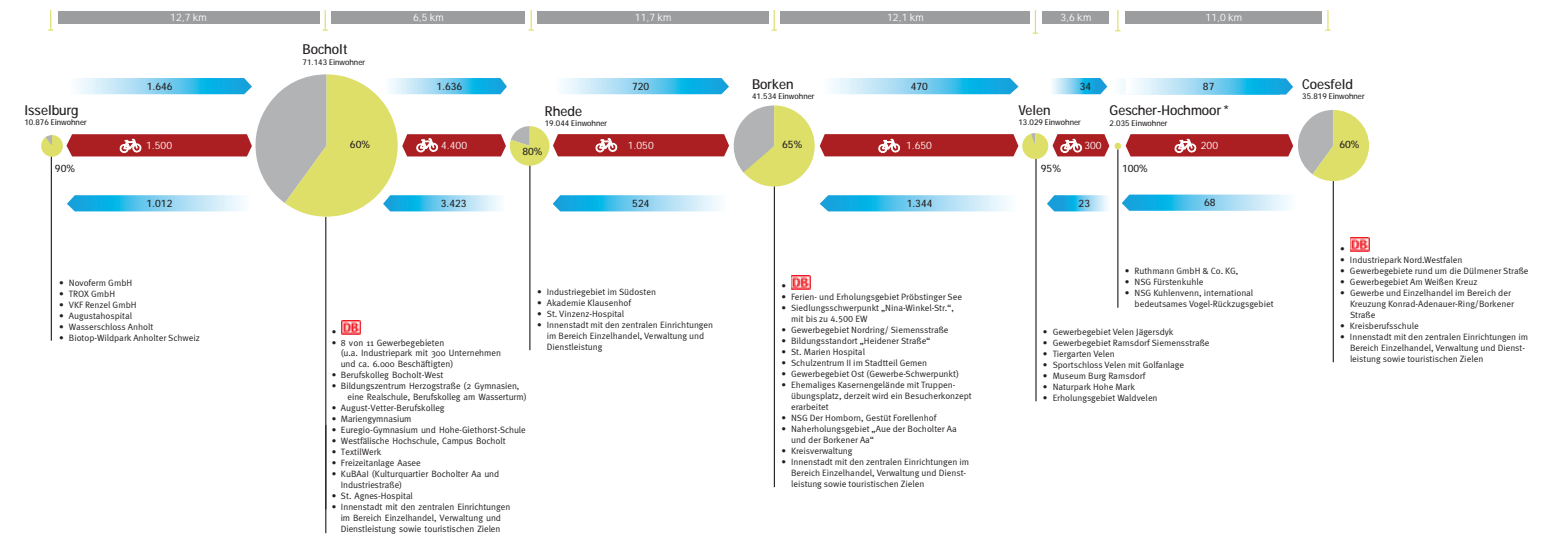 12,7 km
6,5 km
11,7 km
12,1 km
3,6 km
11,0 km
Bocholt
71.143 Einwohner
1.646
1.636
720
Borken
41.534 Einwohner
470
34
87
Coesfeld
35.819 Einwohner
Isselburg
10.876 Einwohner
Rhede
19.044 Einwohner
Velen
13.029 Einwohner
Gescher-Hochmoor *
2.035 Einwohner
1.500
60%
4.400
80%
1.050
65%
1.650
300
200
60%
90%
95%
100%
1.012
3.423
524
1.344
23
68
• Novoferm GmbH
• TROX GmbH
• VKF Renzel GmbH
• Augustahospital
• Wasserschloss Anholt
• Biotop-Wildpark Anholter Schweiz
• DB
• 8 von 11 Gewerbegebieten
(u.a. Industriepark mit 300 Unternehmen
und ca. 6.000 Beschäftigten)
• Berufskolleg Bocholt-West
• Bildungszentrum Herzogstraße (2 Gymnasien,
eine Realschule, Berufskolleg am Wasserturm)
• August-Vetter-Berufskolleg
• Mariengymnasium
• Euregio-Gymnasium und Hohe-Giethorst-Schule
• Westfälische Hochschule, Campus Bocholt
• TextilWerk
• Freizeitanlage Aasee
• KuBAaI (Kulturquartier Bocholter Aa und
Industriestraße)
• St. Agnes-Hospital
• Innenstadt mit den zentralen Einrichtungen
im Bereich Einzelhandel, Verwaltung und
Dienstleistung sowie touristischen Zielen
• Industriegebiet im Südosten
• Akademie Klausenhof
• St. Vinzenz-Hospital
• Innenstadt mit den zentralen Einrichtungen
im Bereich Einzelhandel, Verwaltung und
Dienstleistung
• DB
• Ferien- und Erholungsgebiet Pröbstinger See
• Siedlungsschwerpunkt „Nina-Winkel-Str.“,
mit bis zu 4.500 EW
• Gewerbegebiet Nordring/ Siemensstraße
• Bildungsstandort „Heidener Straße“
• St. Marien Hospital
• Schulzentrum II im Stadtteil Gemen
• Gewerbegebiet Ost (Gewerbe-Schwerpunkt)
• Ehemaliges Kasernengelände mit Truppen-
übungsplatz, derzeit wird ein Besucherkonzept
erarbeitet
• NSG Der Homborn, Gestüt Forellenhof
• Naherholungsgebiet „Aue der Bocholter Aa
und der Borkener Aa“
• Kreisverwaltung
• Innenstadt mit den zentralen Einrichtungen im
Bereich Einzelhandel, Verwaltung und Dienst-
leistung sowie touristischen Zielen
• Gewerbegebiet Velen Jägersdyk
• Gewerbegebiet Ramsdorf Siemensstraße
• Tiergarten Velen
• Sportschloss Velen mit Golfanlage
• Museum Burg Ramsdorf
• Naturpark Hohe Mark
• Erholungsgebiet Waldvelen
• Ruthmann GmbH & Co. KG,
• NSG Fürstenkuhle
• NSG Kuhlenvenn, international
bedeutsames Vogel-Rückzugsgebiet
• DB
• Industriepark Nord.Westfalen
• Gewerbegebiete rund um die Dülmener Straße
• Gewerbegebiet Am Weißen Kreuz
• Gewerbe und Einzelhandel im Bereich der
Kreuzung Konrad-Adenauer-Ring/Borkener
Straße
• Kreisberufsschule
• Innenstadt mit den zentralen Einrichtungen im
Bereich Einzelhandel, Verwaltung und Dienst-
leistung sowie touristischen Zielen